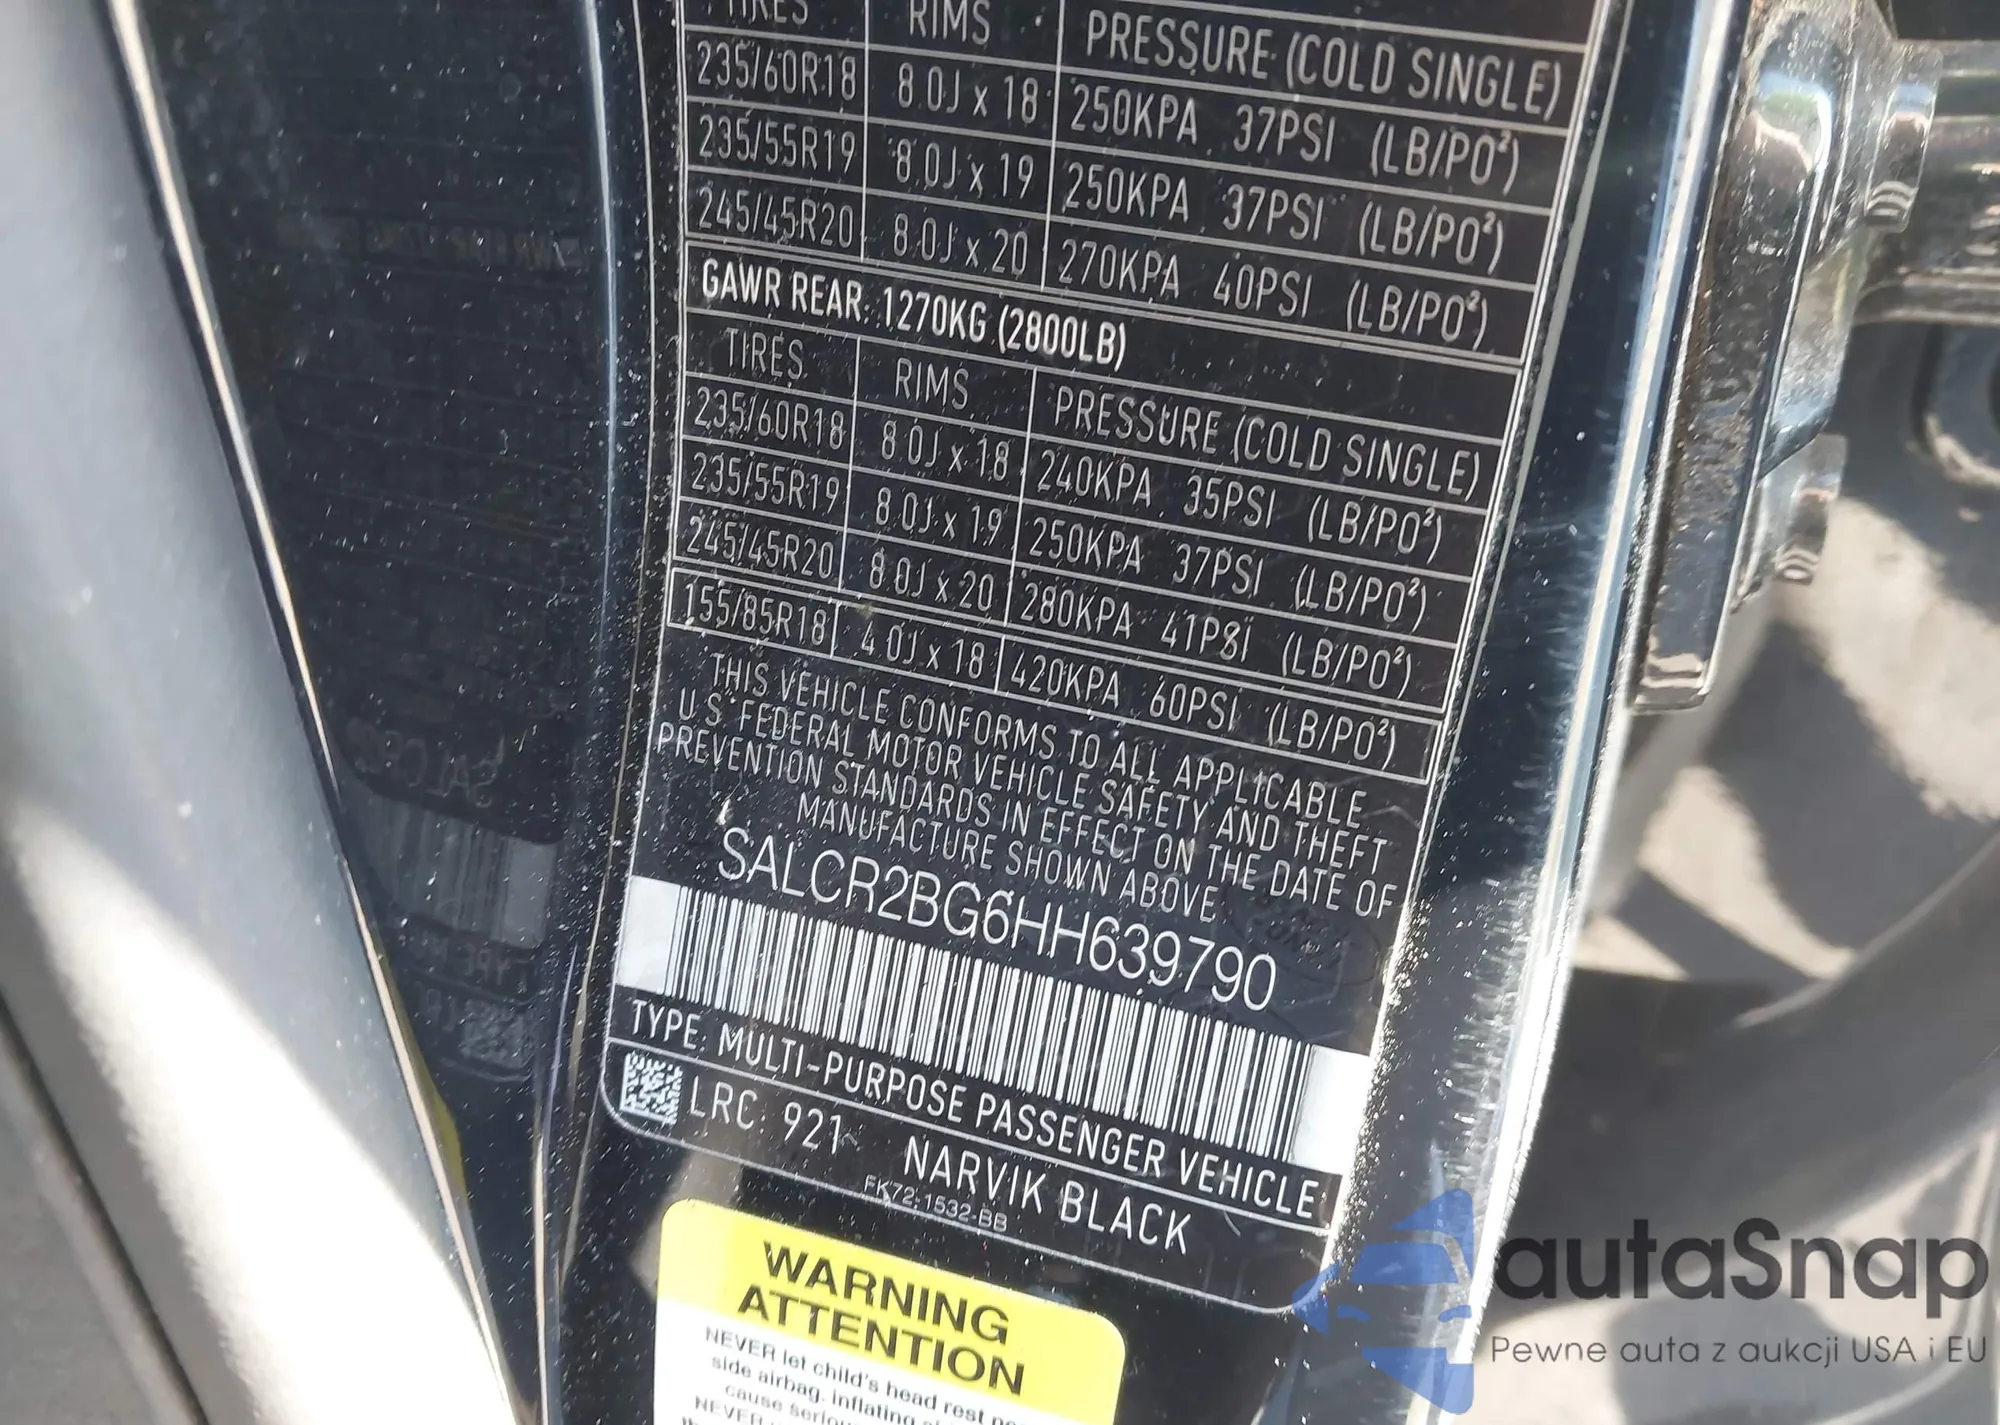 TIRES RIMS PRESSURE (COLD SINGLE)
235/60R18 8.0J x 18 250KPA 37PSI (LB/PO²)
235/55R19 8.0J x 19 250KPA 37PSI (LB/PO²)
245/45R20 8.0J x 20 270KPA 40PSI (LB/PO²)
GAWR REAR: 1270KG (2800LB)
TIRES RIMS PRESSURE (COLD SINGLE)
235/60R18 8.0J x 18 240KPA 35PSI (LB/PO²)
235/55R19 8.0J x 19 250KPA 37PSI (LB/PO²)
245/45R20 8.0J x 20 280KPA 41PSI (LB/PO²)
155/85R18 4.0J x 18 420KPA 60PSI (LB/PO²)
THIS VEHICLE CONFORMS TO ALL APPLICABLE
U.S FEDERAL MOTOR VEHICLE SAFETY AND THEFT
PREVENTION STANDARDS IN EFFECT ON THE DATE OF
MANUFACTURE SHOWN ABOVE
SALCR2BG6HH639790
TYPE: MULTI-PURPOSE PASSENGER VEHICLE
LRC: 921 NARVIK BLACK
FK72-1532-BB
WARNING
ATTENTION
NEVER let child's head rest
side airbag. Inflating
cause
NEVER
autaSnap
Pewne auta z aukcji USA i EU